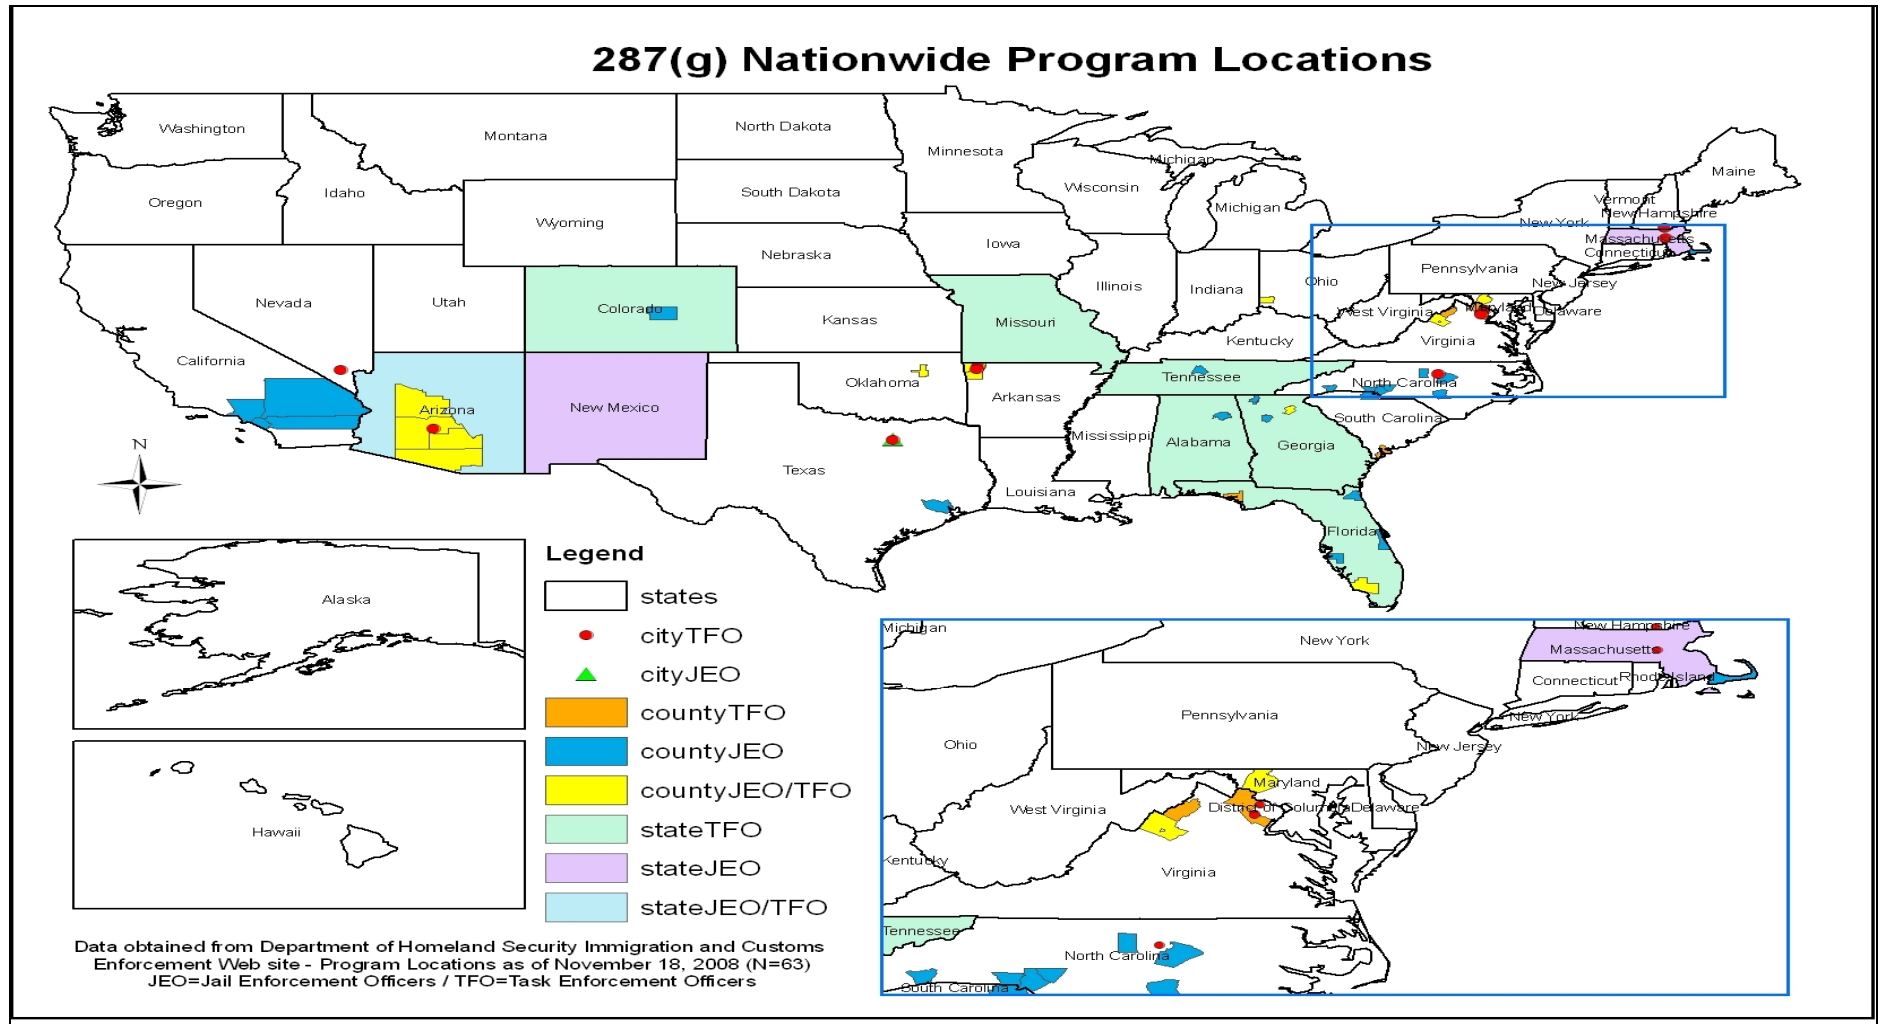 287(g) Nationwide Program Locations
Washington
Montana
North Dakota
Minnesota
Michigan
Maine
Oregon
Idaho
South Dakota
Wisconsin
Michigan
Vermont
New Hampshire
Wyoming
New York
Massachusetts
Connecticut
Nebraska
Iowa
Pennsylvania
Nevada
Utah
Colorado
Illinois
Indiana
Ohio
New Jersey
Kansas
Missouri
West Virginia
Maryland
Delaware
Kentucky
Virginia
California
Arizona
New Mexico
Oklahoma
Arkansas
Tennessee
North Carolina
South Carolina
Mississippi
Alabama
Georgia
N
Texas
Louisiana
Florida
Alaska
Hawaii
Legend
states
cityTFO
cityJEO
countyTFO
countyJEO
countyJEO/TFO
stateTFO
stateJEO
stateJEO/TFO
Michigan
New York
New Hampshire
Massachusetts
Connecticut
Rhode Island
New York
Pennsylvania
Ohio
New Jersey
Maryland
West Virginia
District of Columbia
Delaware
Kentucky
Virginia
Tennessee
North Carolina
South Carolina
Data obtained from Department of Homeland Security Immigration and Customs
Enforcement Web site - Program Locations as of November 18, 2008 (N=63)
JEO=Jail Enforcement Officers / TFO=Task Enforcement Officers